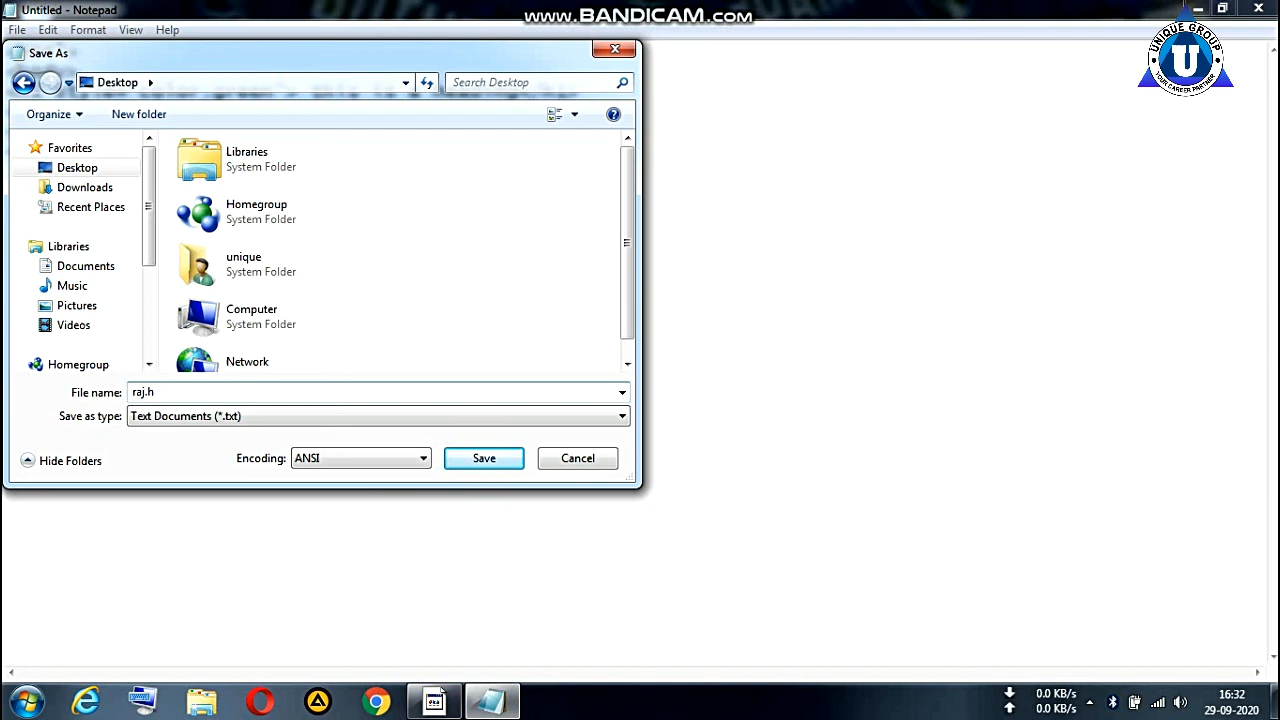 Untitled - Notepad
www.BANDICAM.com
File Edit Format View Help
UNIQUE GROUP
U
YOUR CAREER PARTNER
Save As
Desktop
Search Desktop
Organize
New folder
Favorites
Desktop
Downloads
Recent Places
Libraries
Documents
Music
Pictures
Videos
Homegroup
Libraries
System Folder
Homegroup
System Folder
unique
System Folder
Computer
System Folder
Network
File name: raj.h
Save as type: Text Documents (*.txt)
Hide Folders
Encoding: ANSI
Save
Cancel
0.0 KB/s
0.0 KB/s
16:32
29-09-2020